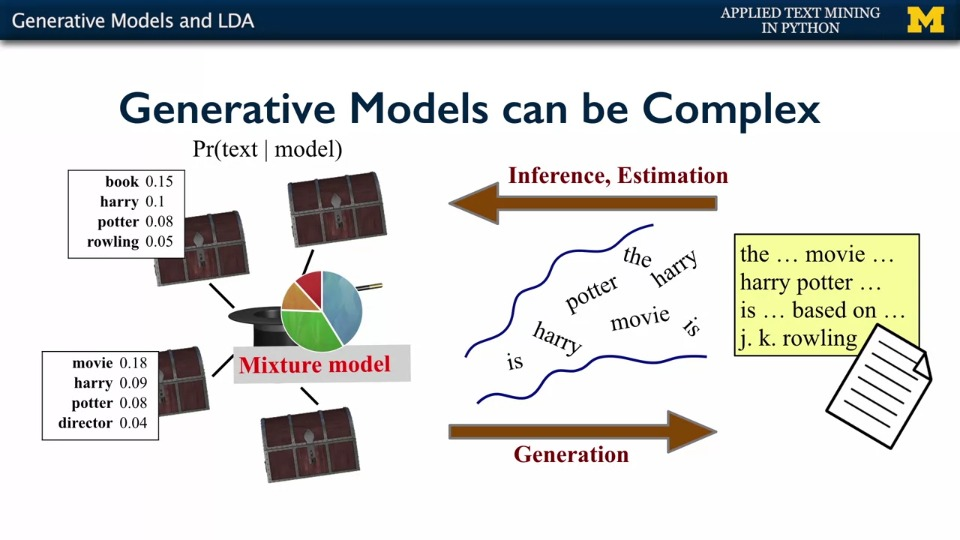 Generative Models and LDA
APPLIED TEXT MINING
IN PYTHON
M
Generative Models can be Complex
Pr(text | model)
book 0.15
harry 0.1
potter 0.08
rowling 0.05
movie 0.18
harry 0.09
potter 0.08
director 0.04
Mixture model
Inference, Estimation
the
harry
potter
movie
is
harry
is
Generation
the … movie …
harry potter …
is … based on …
j. k. rowling